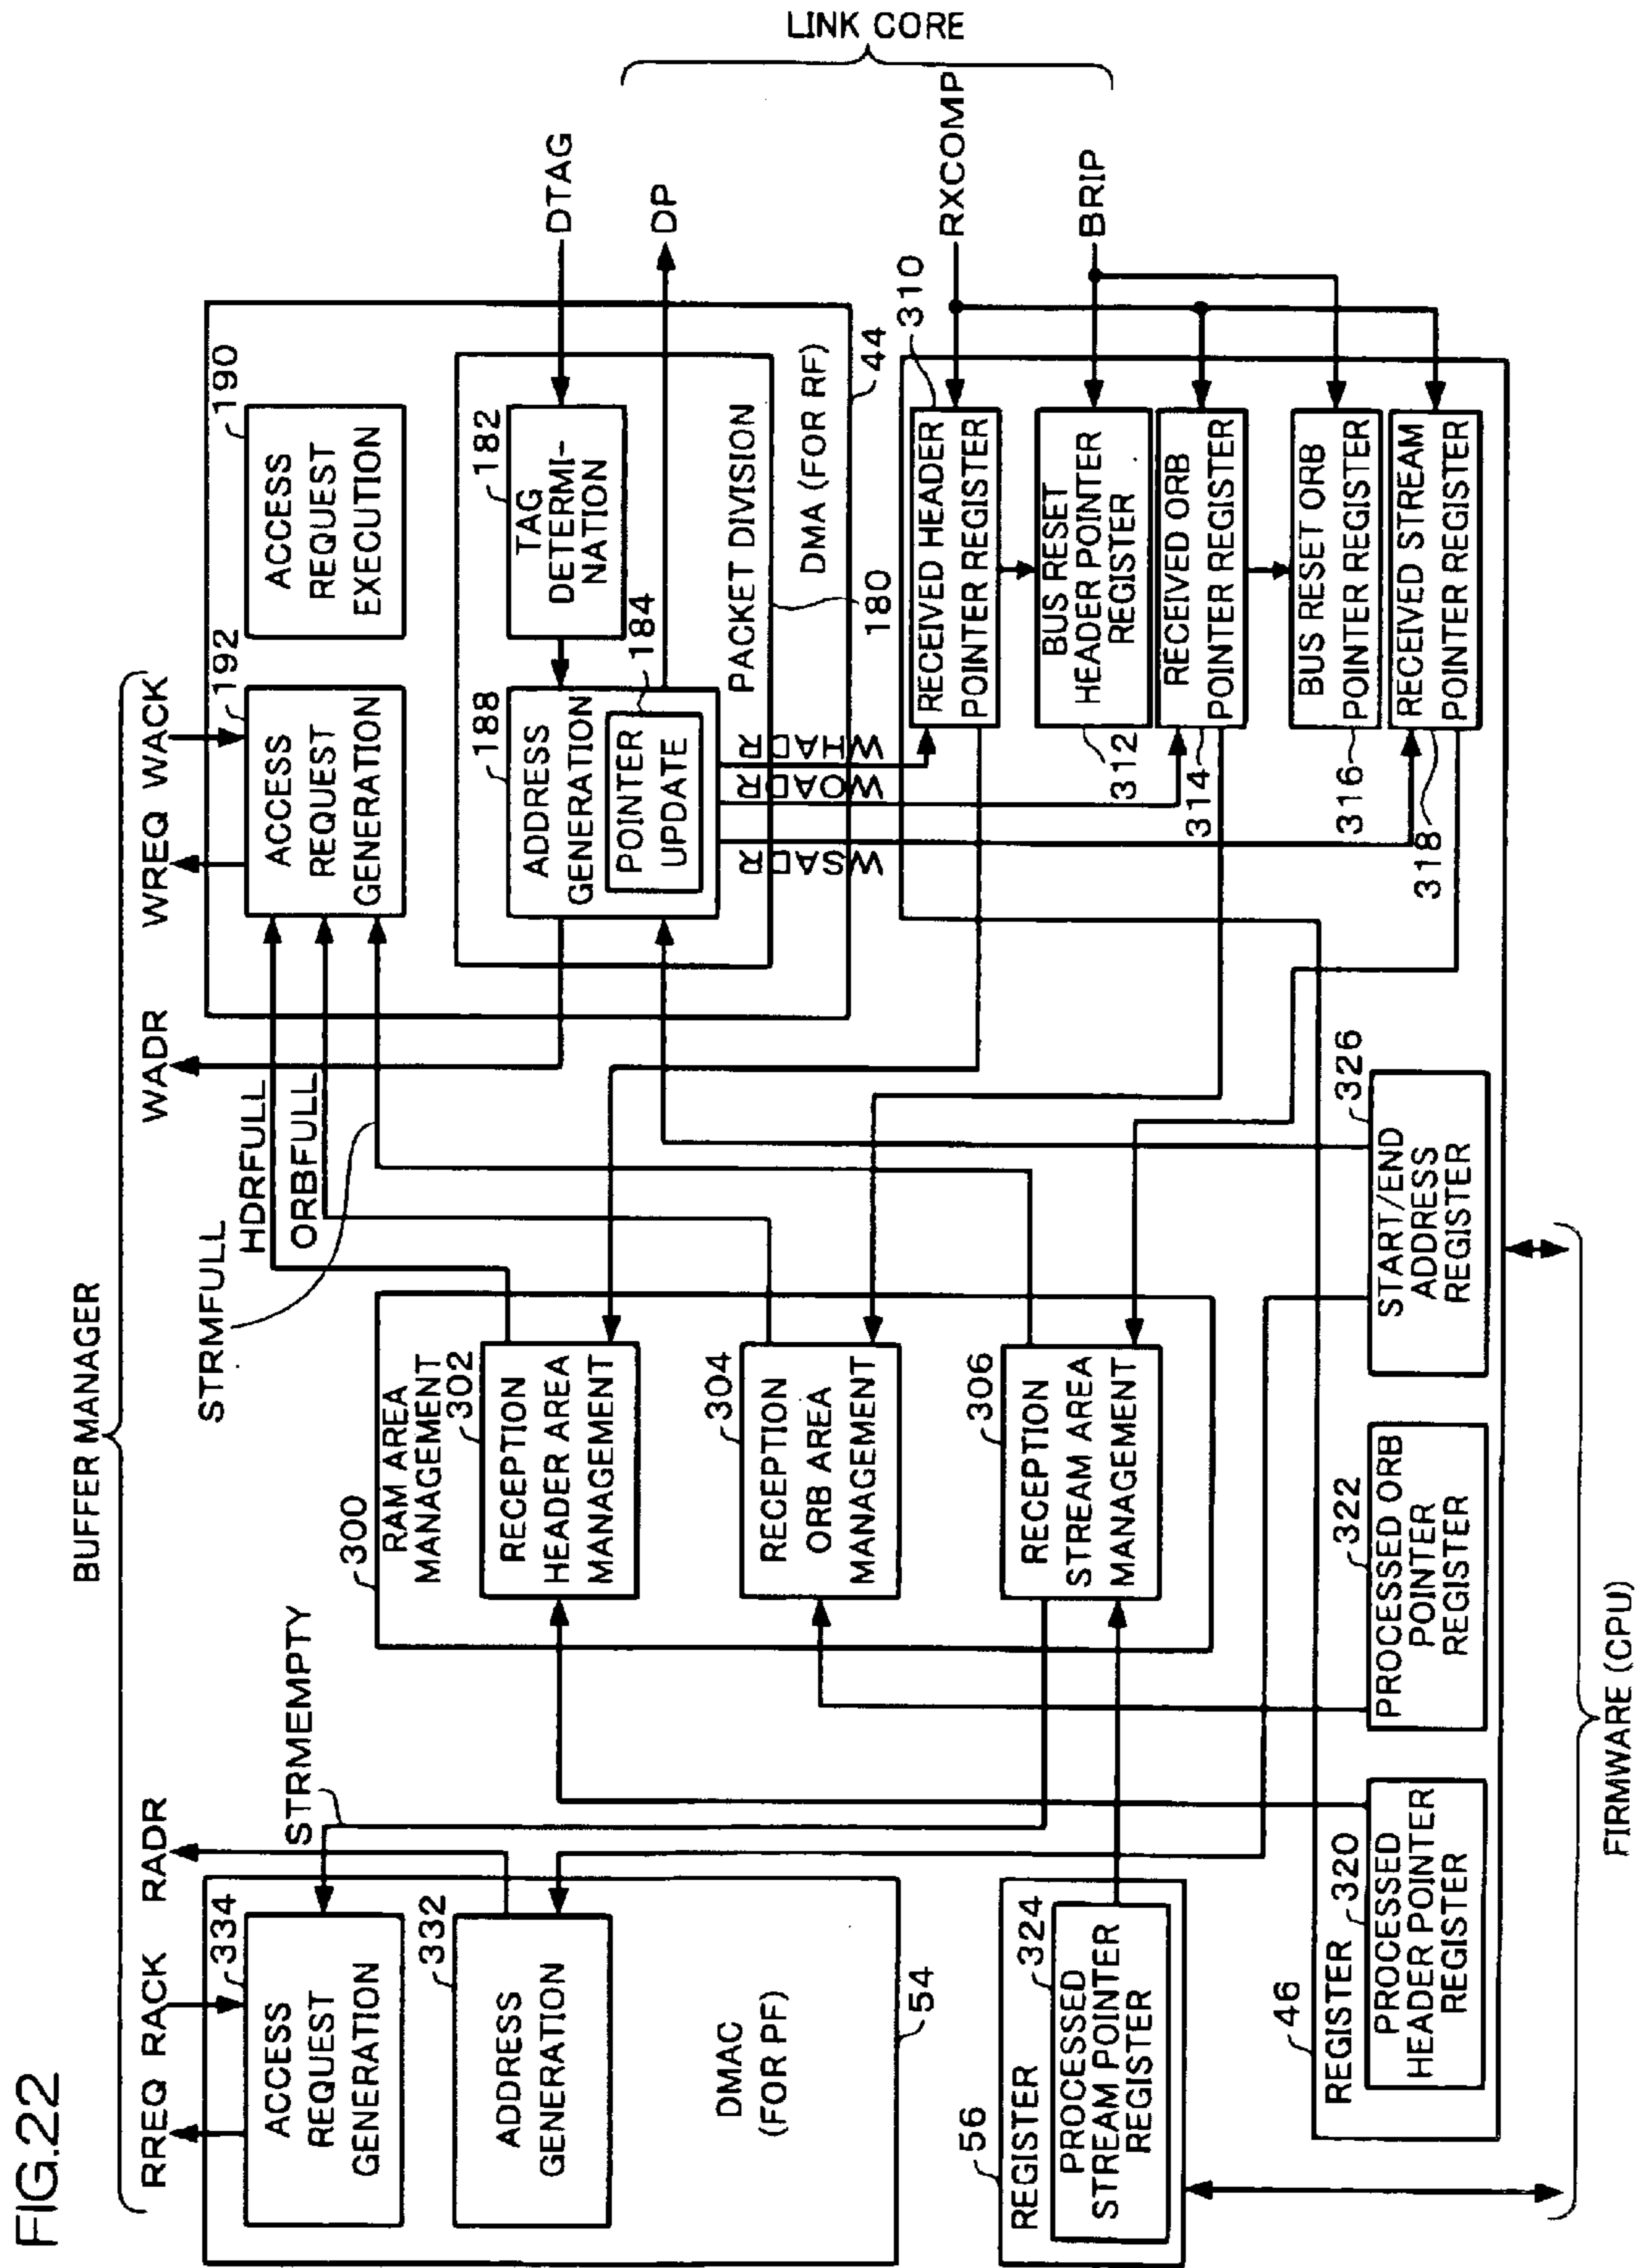 FIG.22
BUFFER MANAGER
RREQ
RACK
RADR
WADR
WREQ
WACK
STRMEMPTY
STRMFULL
HDRFULL
ORBFULL
334
ACCESS
REQUEST
GENERATION
332
ADDRESS
GENERATION
DMAC
(FOR PF)
54
300
RAM AREA
MANAGEMENT
302
RECEPTION
HEADER AREA
MANAGEMENT
304
RECEPTION
ORB AREA
MANAGEMENT
306
RECEPTION
STREAM AREA
MANAGEMENT
192
ACCESS
REQUEST
GENERATION
190
ACCESS
REQUEST
EXECUTION
188
ADDRESS
GENERATION
184
POINTER
UPDATE
182
TAG
DETERMI-
NATION
PACKET DIVISION
180
DMA (FOR RF)
44
WSADR
WOADR
WHADR
DTAG
DP
LINK CORE
RXCOMP
BRIP
310
RECEIVED HEADER
POINTER REGISTER
BUS RESET
HEADER POINTER
REGISTER
312
RECEIVED ORB
POINTER REGISTER
314
BUS RESET ORB
POINTER REGISTER
316
RECEIVED STREAM
POINTER REGISTER
318
56
REGISTER
324
PROCESSED
STREAM POINTER
REGISTER
46
REGISTER
320
PROCESSED
HEADER POINTER
REGISTER
322
PROCESSED ORB
POINTER
REGISTER
326
START/END
ADDRESS
REGISTER
FIRMWARE (CPU)